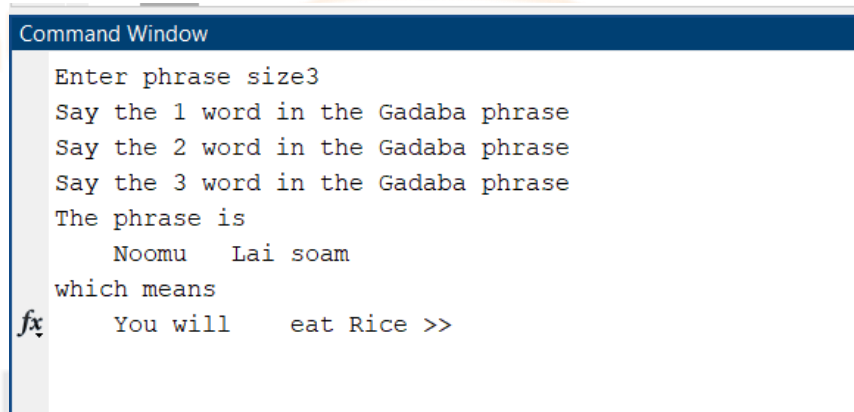 Command Window
Enter phrase size3
Say the 1 word in the Gadaba phrase
Say the 2 word in the Gadaba phrase
Say the 3 word in the Gadaba phrase
The phrase is
Noomu Lai soam
which means
fx You will eat Rice >>